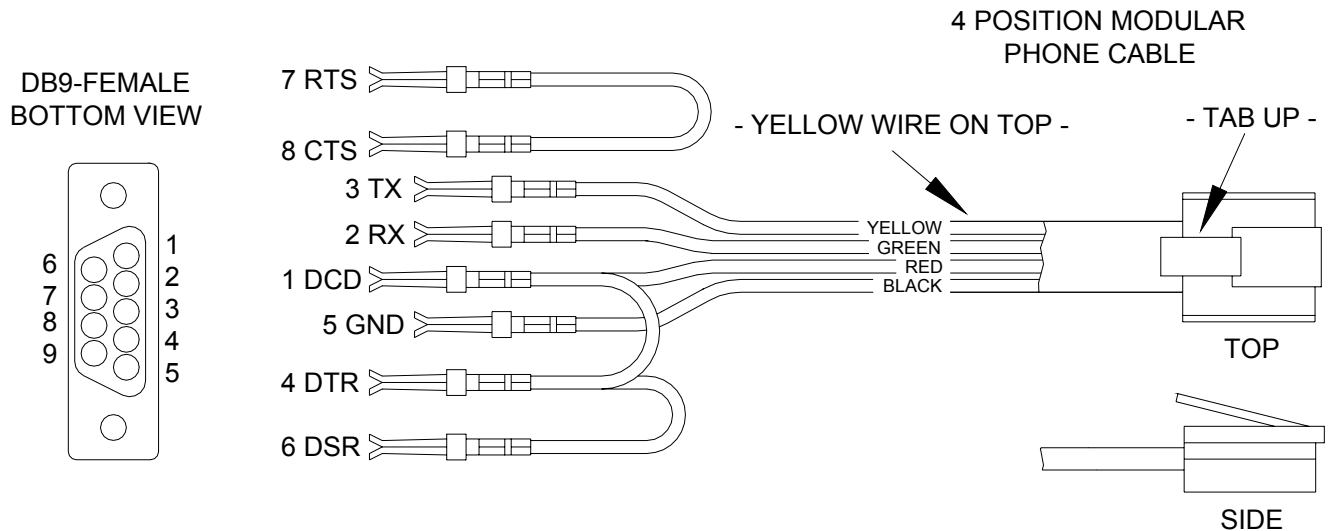 4 POSITION MODULAR
PHONE CABLE
DB9-FEMALE
BOTTOM VIEW
7 RTS
8 CTS
3 TX
2 RX
1 DCD
5 GND
4 DTR
6 DSR
- YELLOW WIRE ON TOP -
- TAB UP -
YELLOW
GREEN
RED
BLACK
6
7
8
9
1
2
3
4
5
TOP
SIDE